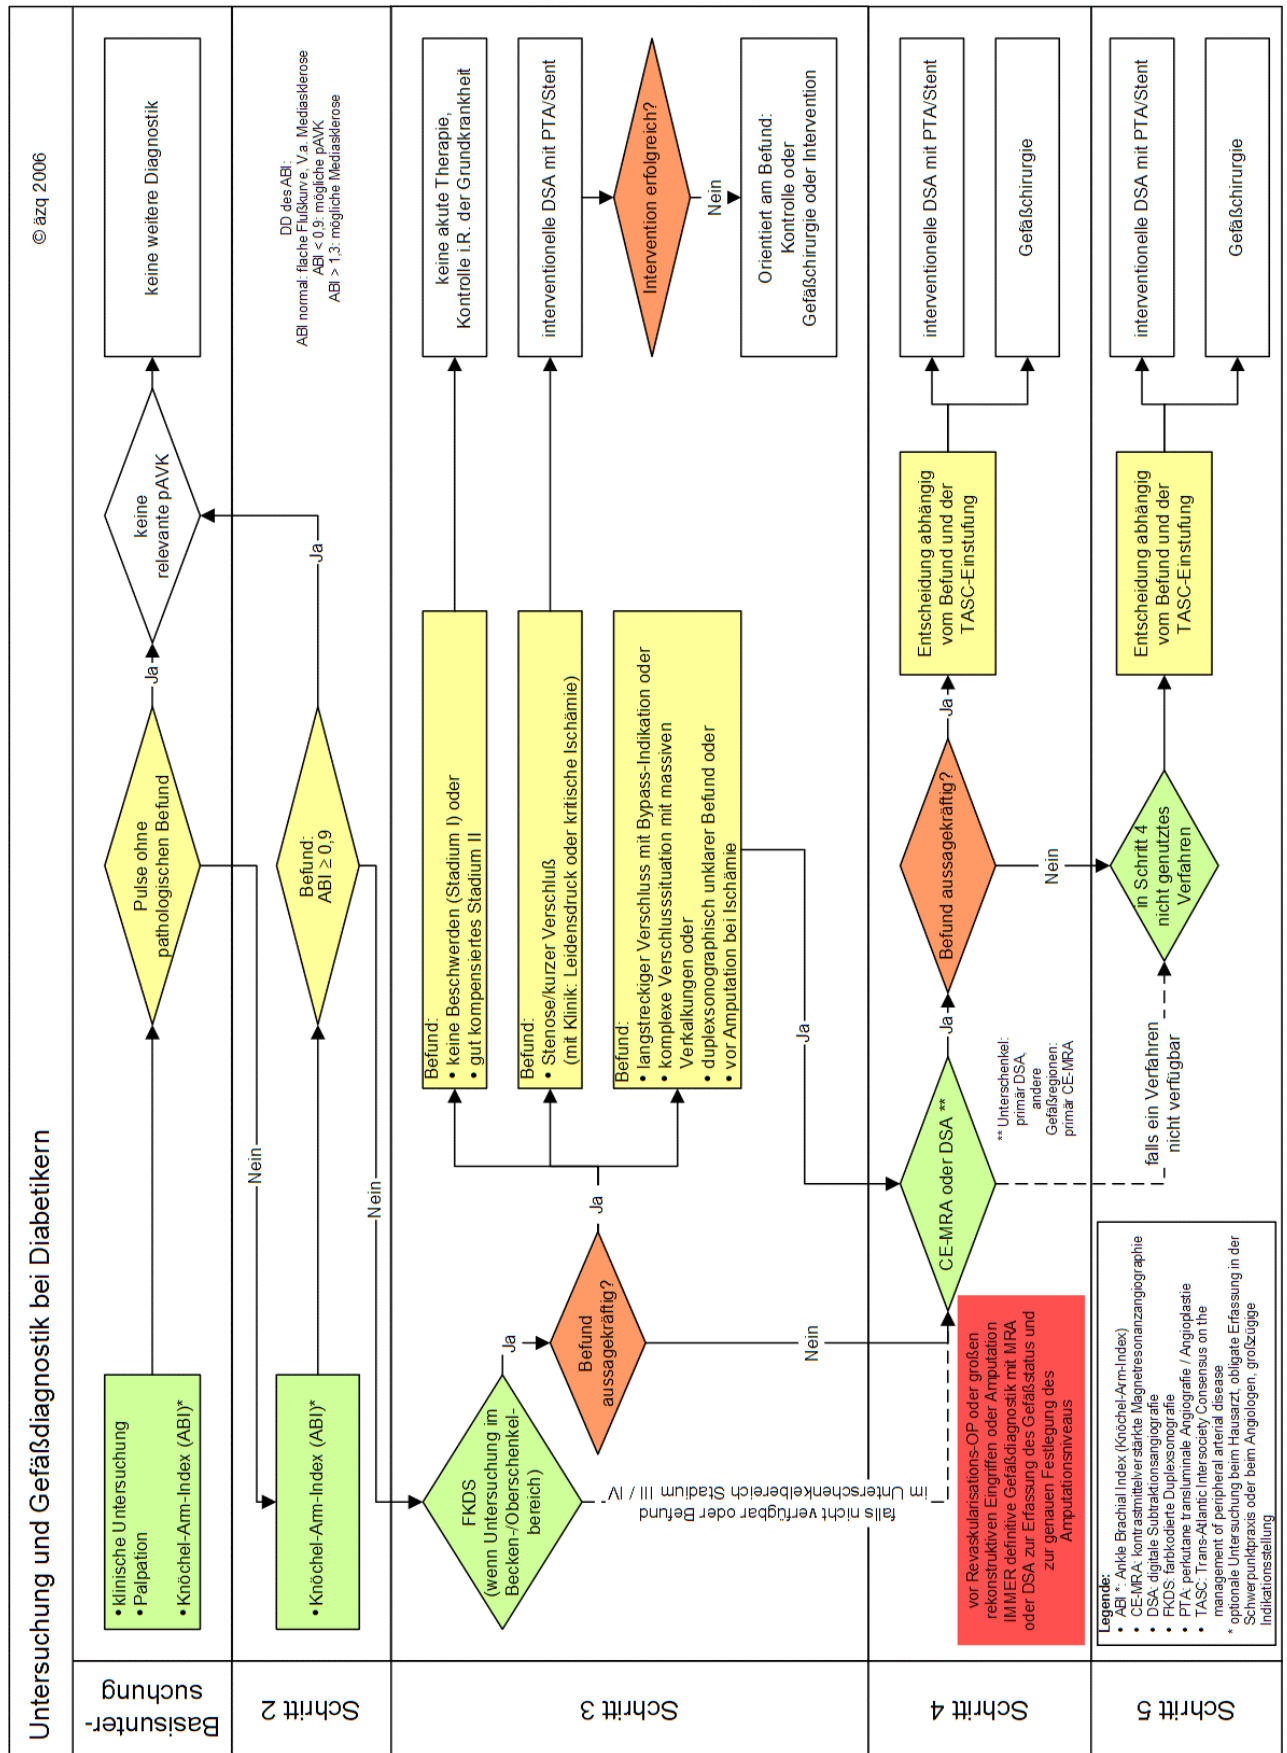 Untersuchung und Gefäßdiagnostik bei Diabetikern
© äzq 2006
Basisunter-
suchung
• klinische Untersuchung
• Palpation
• Knöchel-Arm-Index (ABI)*
Pulse ohne
pathologischen Befund
Ja
keine
relevante pAVK
keine weitere Diagnostik
Nein
Schritt 2
• Knöchel-Arm-Index (ABI)*
Befund:
ABI ≥ 0,9
Ja
Nein
DD des ABI:
ABI normal: flache Flußkurve, V.a. Mediasklerose
ABI < 0,9: mögliche pAVK
ABI > 1,3: mögliche Mediasklerose
Schritt 3
FKDS
(wenn Untersuchung im
Becken-/Oberschenkel-
bereich)
Ja
Befund
aussagekräftig?
Ja
Nein
falls nicht verfügbar oder Befund
im Unterschenkelbereich Stadium III / IV
Befund:
• keine Beschwerden (Stadium I) oder
• gut kompensiertes Stadium II
keine akute Therapie,
Kontrolle i.R. der Grundkrankheit
Befund:
• Stenose/kurzer Verschluß
(mit Klinik: Leidensdruck oder kritische Ischämie)
interventionelle DSA mit PTA/Stent
Intervention erfolgreich?
Nein
Orientiert am Befund:
Kontrolle oder
Gefäßchirurgie oder Intervention
Befund:
• langstreckiger Verschluss mit Bypass-Indikation oder
• komplexe Verschlusssituation mit massiven
Verkalkungen oder
• duplexsonographisch unklarer Befund oder
• vor Amputation bei Ischämie
Ja
Schritt 4
vor Revaskularisations-OP oder großen
rekonstruktiven Eingriffen oder Amputation
IMMER definitive Gefäßdiagnostik mit MRA
oder DSA zur Erfassung des Gefäßstatus und
zur genauen Festlegung des
Amputationsniveaus
CE-MRA oder DSA **
** Unterschenkel:
primär DSA,
andere
Gefäßregionen:
primär CE-MRA
Ja
Befund aussagekräftig?
Ja
Nein
Entscheidung abhängig
vom Befund und der
TASC-Einstufung
interventionelle DSA mit PTA/Stent
Gefäßchirurgie
Schritt 5
falls ein Verfahren
nicht verfügbar
in Schritt 4
nicht genutztes
Verfahren
Entscheidung abhängig
vom Befund und der
TASC-Einstufung
interventionelle DSA mit PTA/Stent
Gefäßchirurgie
Legende:
• ABI *: Ankle Brachial Index (Knöchel-Arm-Index)
• CE-MRA: kontrastmittelverstärkte Magnetresonanzangiographie
• DSA: digitale Subtraktionsangiografie
• FKDS: farbkodierte Duplexsonografie
• PTA: perkutane transluminale Angiografie / Angioplastie
• TASC: Trans-Atlantic Intersociety Consensus on the
management of peripheral arterial disease
* optionale Untersuchung beim Hausarzt, obligate Erfassung in der
Schwerpunktpraxis oder beim Angiologen, großzügige
Indikationsstellung